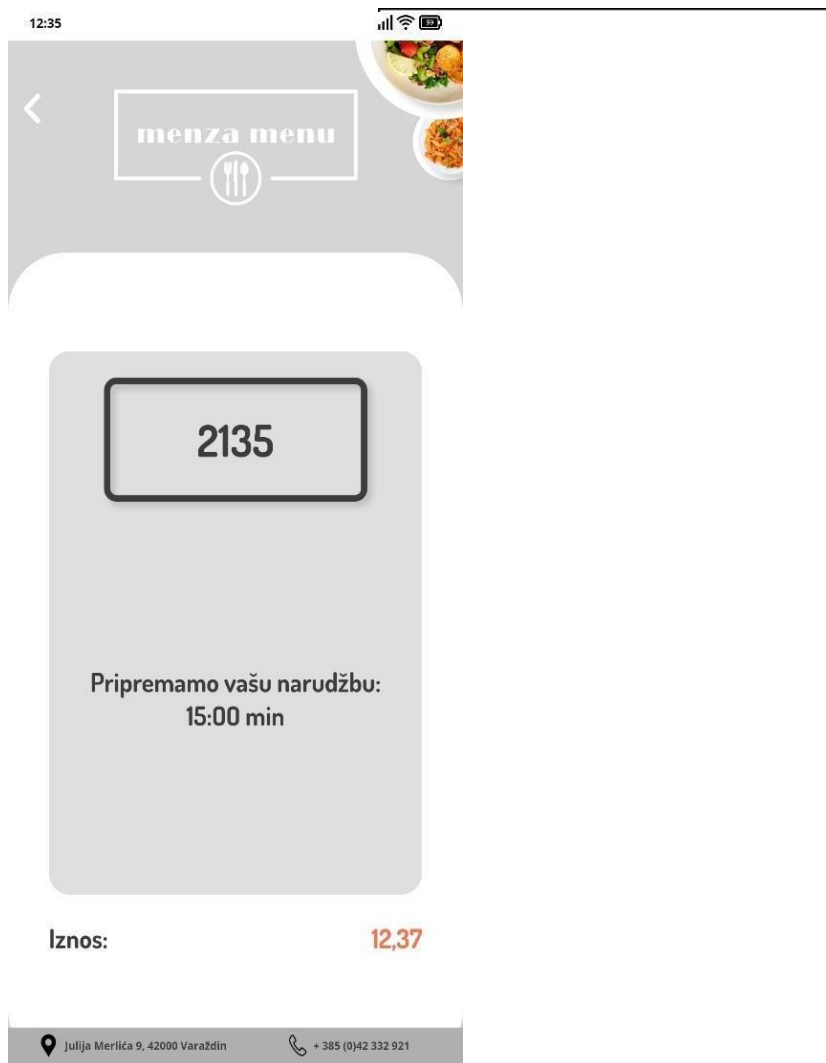 12:35
99
menza menu
2135
Pripremamo vašu narudžbu:
15:00 min
Iznos: 12,37
Julija Merlića 9, 42000 Varaždin + 385 (0)42 332 921